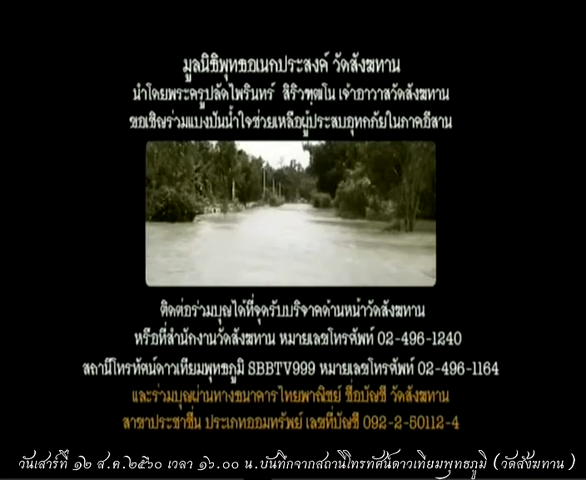 มูลนิธิพุทธอเนกประสงค์ วัดสังฆทาน
นำโดยพระครูปลัดไพรินทร์ สิริวฑฺฒโน เจ้าอาวาสวัดสังฆทาน
ขอเชิญร่วมแบ่งปันน้ำใจช่วยเหลือผู้ประสบอุทกภัยในภาคอีสาน
ติดต่อร่วมบุญได้ที่จุดรับบริจาคด้านหน้าวัดสังฆทาน
หรือที่สำนักงานวัดสังฆทาน หมายเลขโทรศัพท์ 02-496-1240
สถานีโทรทัศน์ดาวเทียมพุทธภูมิ SBBTV999 หมายเลขโทรศัพท์ 02-496-1164
และร่วมบุญผ่านทางธนาคารไทยพาณิชย์ ชื่อบัญชี วัดสังฆทาน
สาขาประชาชื่น ประเภทออมทรัพย์ เลขที่บัญชี 092-2-50112-4
วันเสาร์ที่ ๑๒ ส.ค.๒๕๖๐ เวลา ๑๖.๐๐ น.บันทึกจากสถานีโทรทัศน์ดาวเทียมพุทธภูมิ (วัดสังฆทาน)